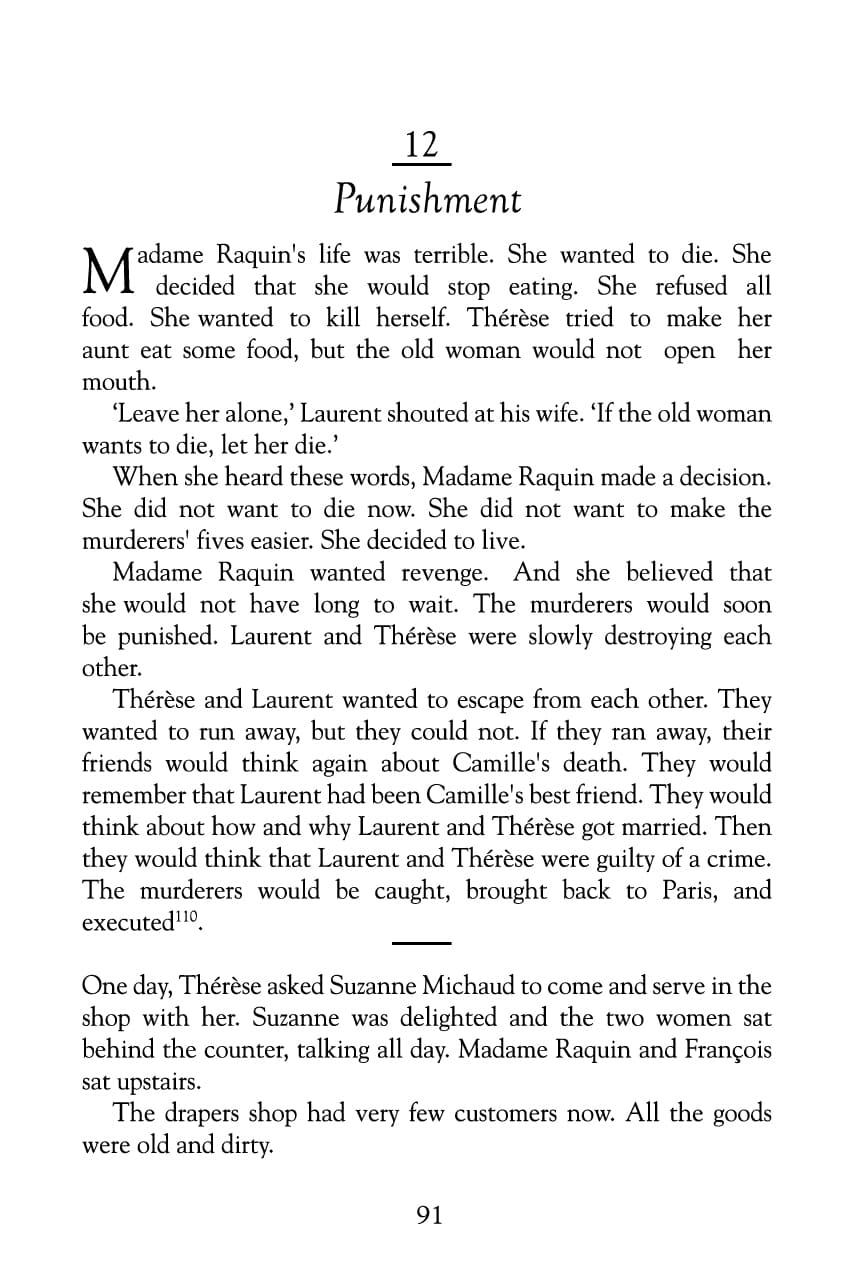 12
Punishment
Madame Raquin's life was terrible. She wanted to die. She
decided that she would stop eating. She refused all
food. She wanted to kill herself. Thérèse tried to make her
aunt eat some food, but the old woman would not open her
mouth.
‘Leave her alone,’ Laurent shouted at his wife. ‘If the old woman
wants to die, let her die.’
When she heard these words, Madame Raquin made a decision.
She did not want to die now. She did not want to make the
murderers' fives easier. She decided to live.
Madame Raquin wanted revenge. And she believed that
she would not have long to wait. The murderers would soon
be punished. Laurent and Thérèse were slowly destroying each
other.
Thérèse and Laurent wanted to escape from each other. They
wanted to run away, but they could not. If they ran away, their
friends would think again about Camille's death. They would
remember that Laurent had been Camille's best friend. They would
think about how and why Laurent and Thérèse got married. Then
they would think that Laurent and Thérèse were guilty of a crime.
The murderers would be caught, brought back to Paris, and
executed¹¹⁰.
One day, Thérèse asked Suzanne Michaud to come and serve in the
shop with her. Suzanne was delighted and the two women sat
behind the counter, talking all day. Madame Raquin and François
sat upstairs.
The drapers shop had very few customers now. All the goods
were old and dirty.
91